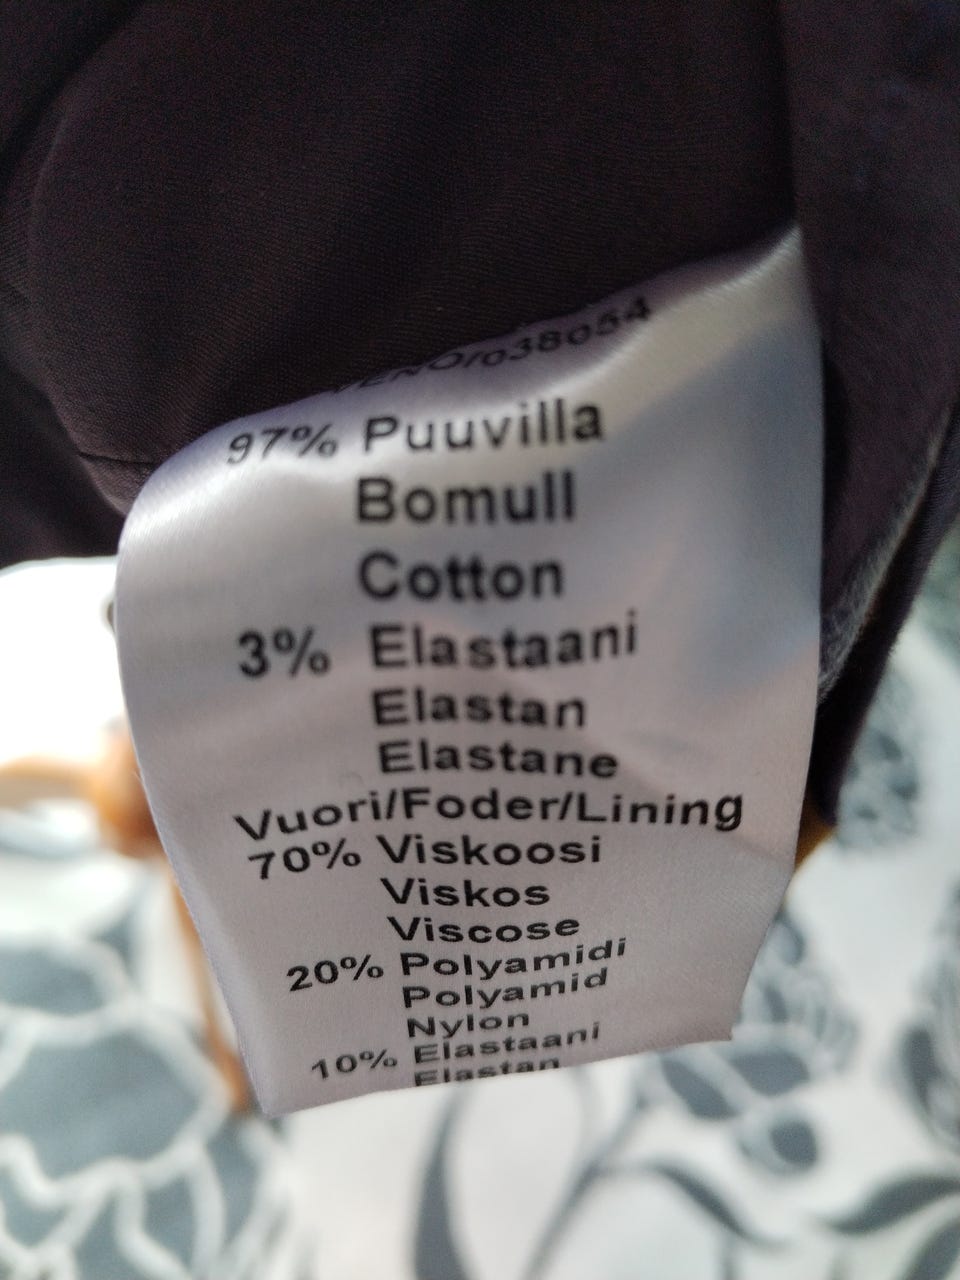 97% Puuvilla
Bomull
Cotton
3% Elastaani
Elastan
Elastane
Vuori/Foder/Lining
70% Viskoosi
Viskos
Viscose
20% Polyamidi
Polyamid
Nylon
10% Elastaani
Elastan